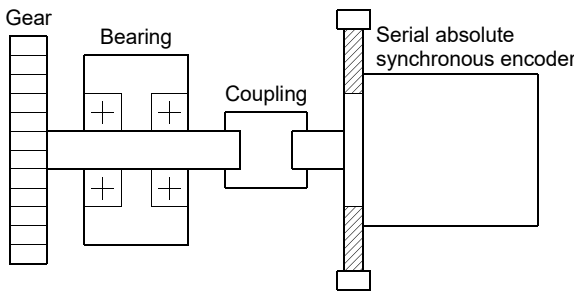 Gear
Bearing
Coupling
Serial absolute
synchronous encoder